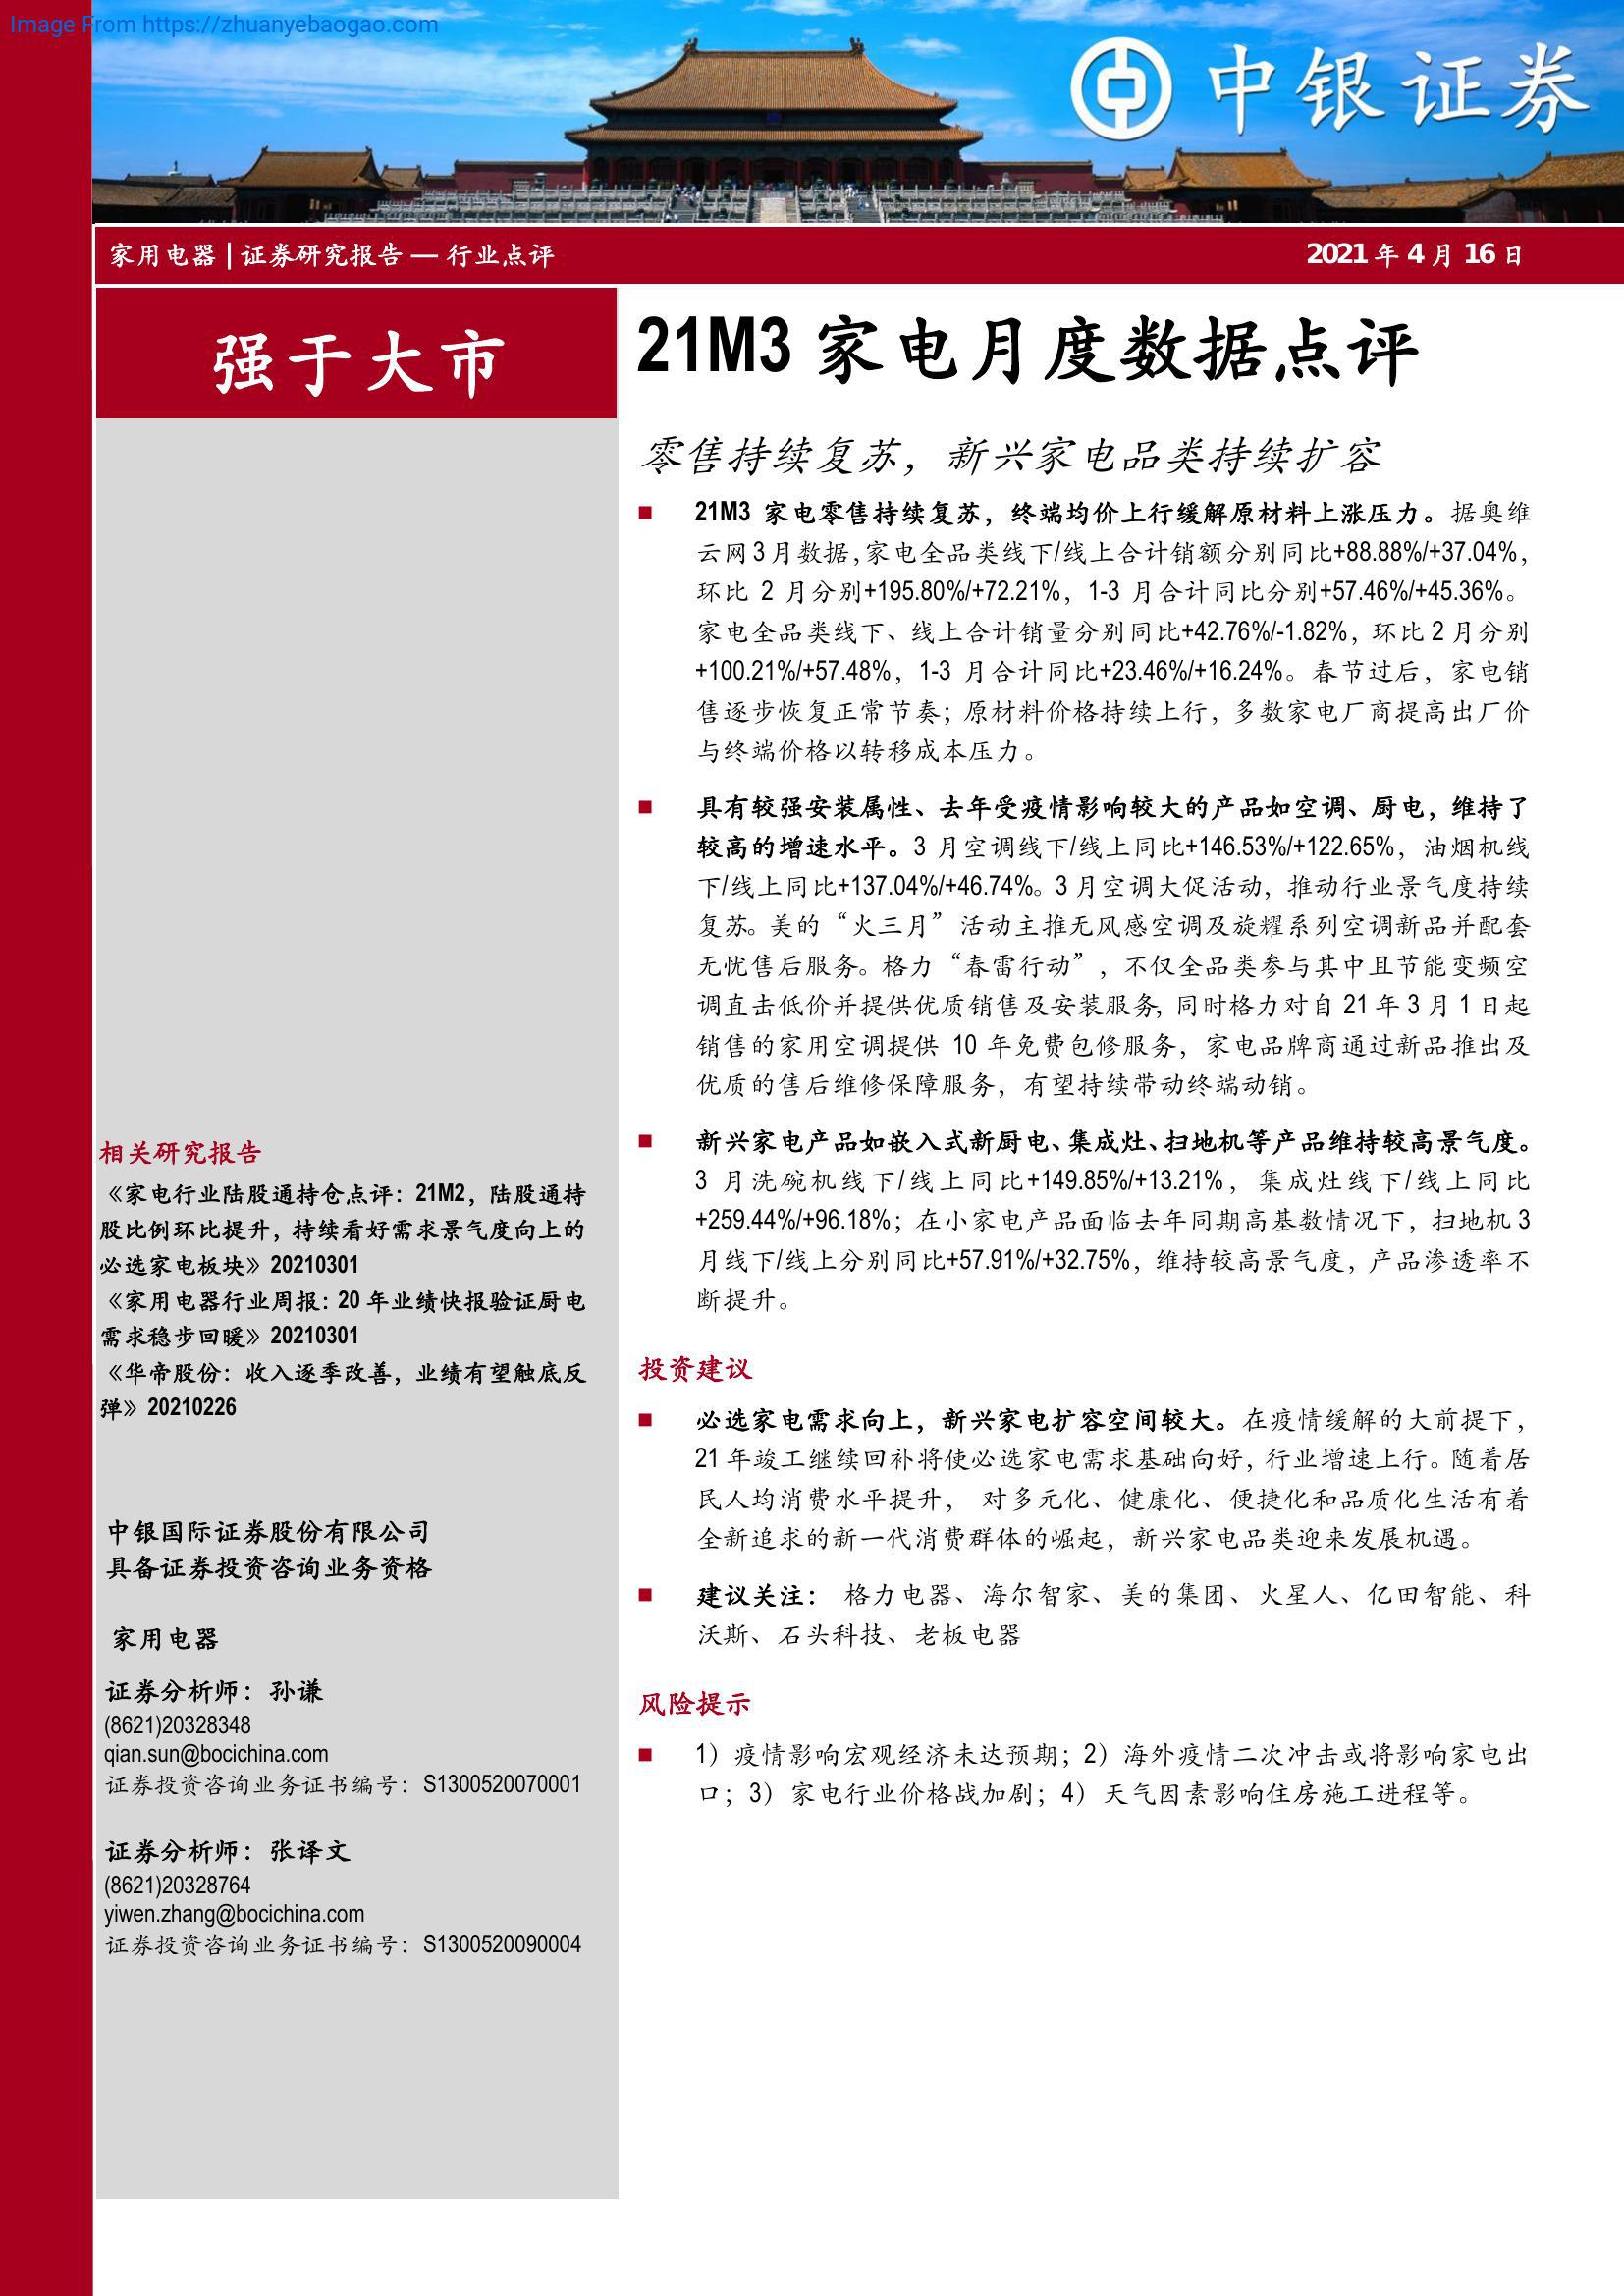 Image From https://zhuanyebaogao.com
中银证券
家用电器 | 证券研究报告 — 行业点评
2021 年 4 月 16 日
强于大市
21M3 家电月度数据点评
零售持续复苏，新兴家电品类持续扩容
■ 21M3 家电零售持续复苏，终端均价上行缓解原材料上涨压力。据奥维
云网 3 月数据，家电全品类线下/线上合计销额分别同比+88.88%/+37.04%，
环比 2 月分别+195.80%/+72.21%，1-3 月合计同比分别+57.46%/+45.36%。
家电全品类线下、线上合计销量分别同比+42.76%/-1.82%，环比 2 月分别
+100.21%/+57.48%，1-3 月合计同比+23.46%/+16.24%。春节过后，家电销
售逐步恢复正常节奏；原材料价格持续上行，多数家电厂商提高出厂价
与终端价格以转移成本压力。
■ 具有较强安装属性、去年受疫情影响较大的产品如空调、厨电，维持了
较高的增速水平。3 月空调线下/线上同比+146.53%/+122.65%，油烟机线
下/线上同比+137.04%/+46.74%。3 月空调大促活动，推动行业景气度持续
复苏。美的“火三月”活动主推无风感空调及旋耀系列空调新品并配套
无忧售后服务。格力“春雷行动”，不仅全品类参与其中且节能变频空
调直击低价并提供优质销售及安装服务，同时格力对自 21 年 3 月 1 日起
销售的家用空调提供 10 年免费包修服务，家电品牌商通过新品推出及
优质的售后维修保障服务，有望持续带动终端动销。
■ 新兴家电产品如嵌入式新厨电、集成灶、扫地机等产品维持较高景气度。
3 月洗碗机线下/线上同比+149.85%/+13.21%，集成灶线下/线上同比
+259.44%/+96.18%；在小家电产品面临去年同期高基数情况下，扫地机 3
月线下/线上分别同比+57.91%/+32.75%，维持较高景气度，产品渗透率不
断提升。
投资建议
■ 必选家电需求向上，新兴家电扩容空间较大。在疫情缓解的大前提下，
21 年竣工继续回补将使必选家电需求基础向好，行业增速上行。随着居
民人均消费水平提升， 对多元化、健康化、便捷化和品质化生活有着
全新追求的新一代消费群体的崛起，新兴家电品类迎来发展机遇。
■ 建议关注： 格力电器、海尔智家、美的集团、火星人、亿田智能、科
沃斯、石头科技、老板电器
风险提示
■ 1）疫情影响宏观经济未达预期；2）海外疫情二次冲击或将影响家电出
口；3）家电行业价格战加剧；4）天气因素影响住房施工进程等。
相关研究报告
《家电行业陆股通持仓点评：21M2，陆股通持
股比例环比提升，持续看好需求景气度向上的
必选家电板块》20210301
《家用电器行业周报：20 年业绩快报验证厨电
需求稳步回暖》20210301
《华帝股份：收入逐季改善，业绩有望触底反
弹》20210226
中银国际证券股份有限公司
具备证券投资咨询业务资格
家用电器
证券分析师：孙谦
(8621)20328348
qian.sun@bocichina.com
证券投资咨询业务证书编号：S1300520070001
证券分析师：张译文
(8621)20328764
yiwen.zhang@bocichina.com
证券投资咨询业务证书编号：S1300520090004